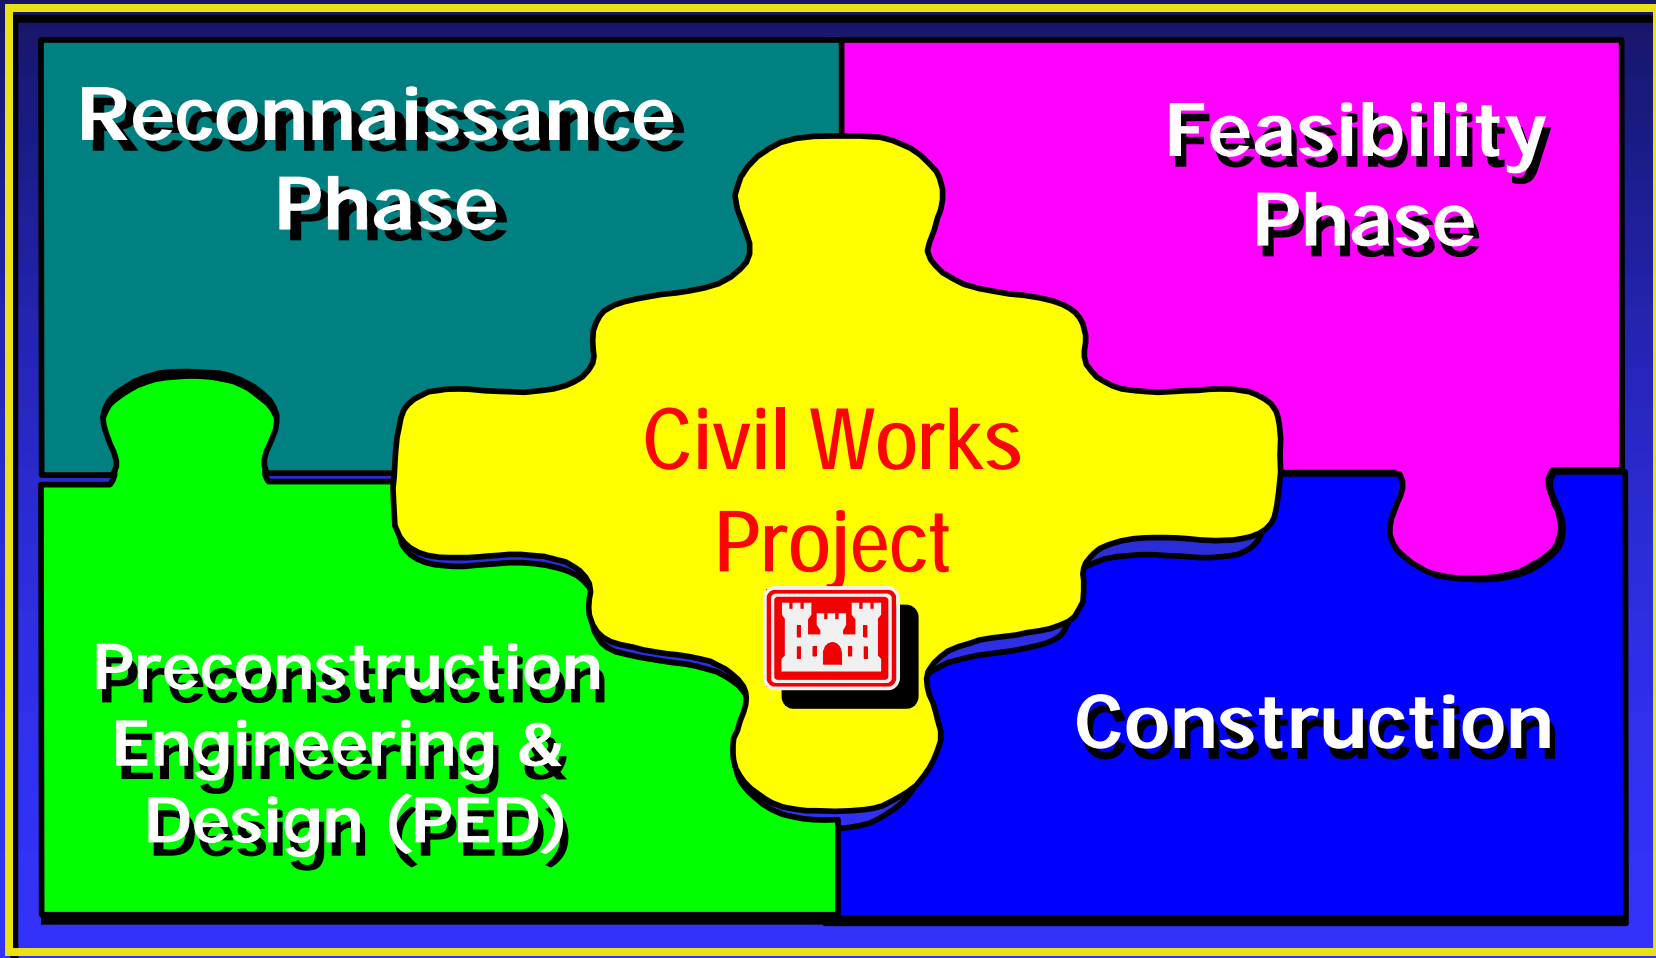 Reconnaissance
Phase
Feasibility
Phase
Civil Works
Project
Preconstruction
Engineering &
Design (PED)
Construction